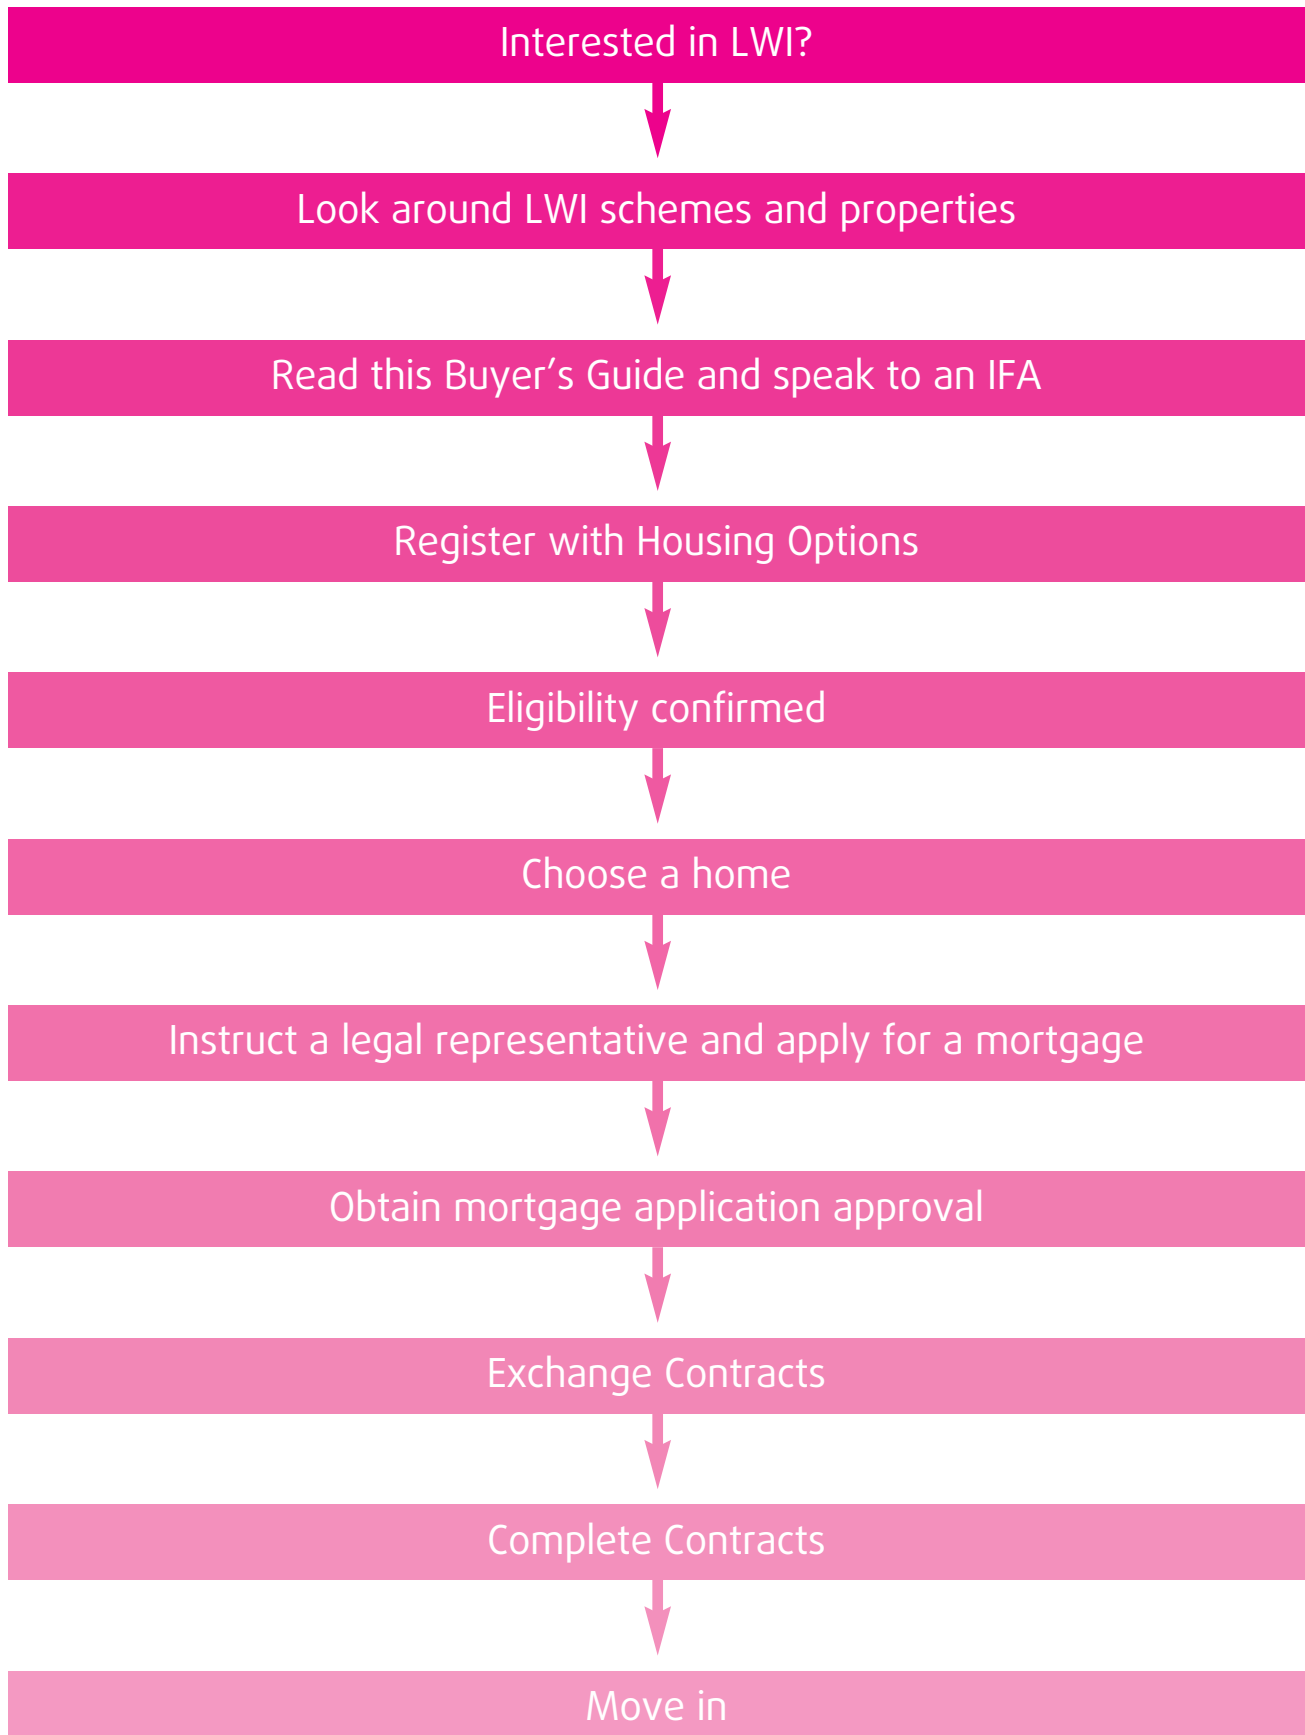 Interested in LWI?
Look around LWI schemes and properties
Read this Buyer’s Guide and speak to an IFA
Register with Housing Options
Eligibility confirmed
Choose a home
Instruct a legal representative and apply for a mortgage
Obtain mortgage application approval
Exchange Contracts
Complete Contracts
Move in